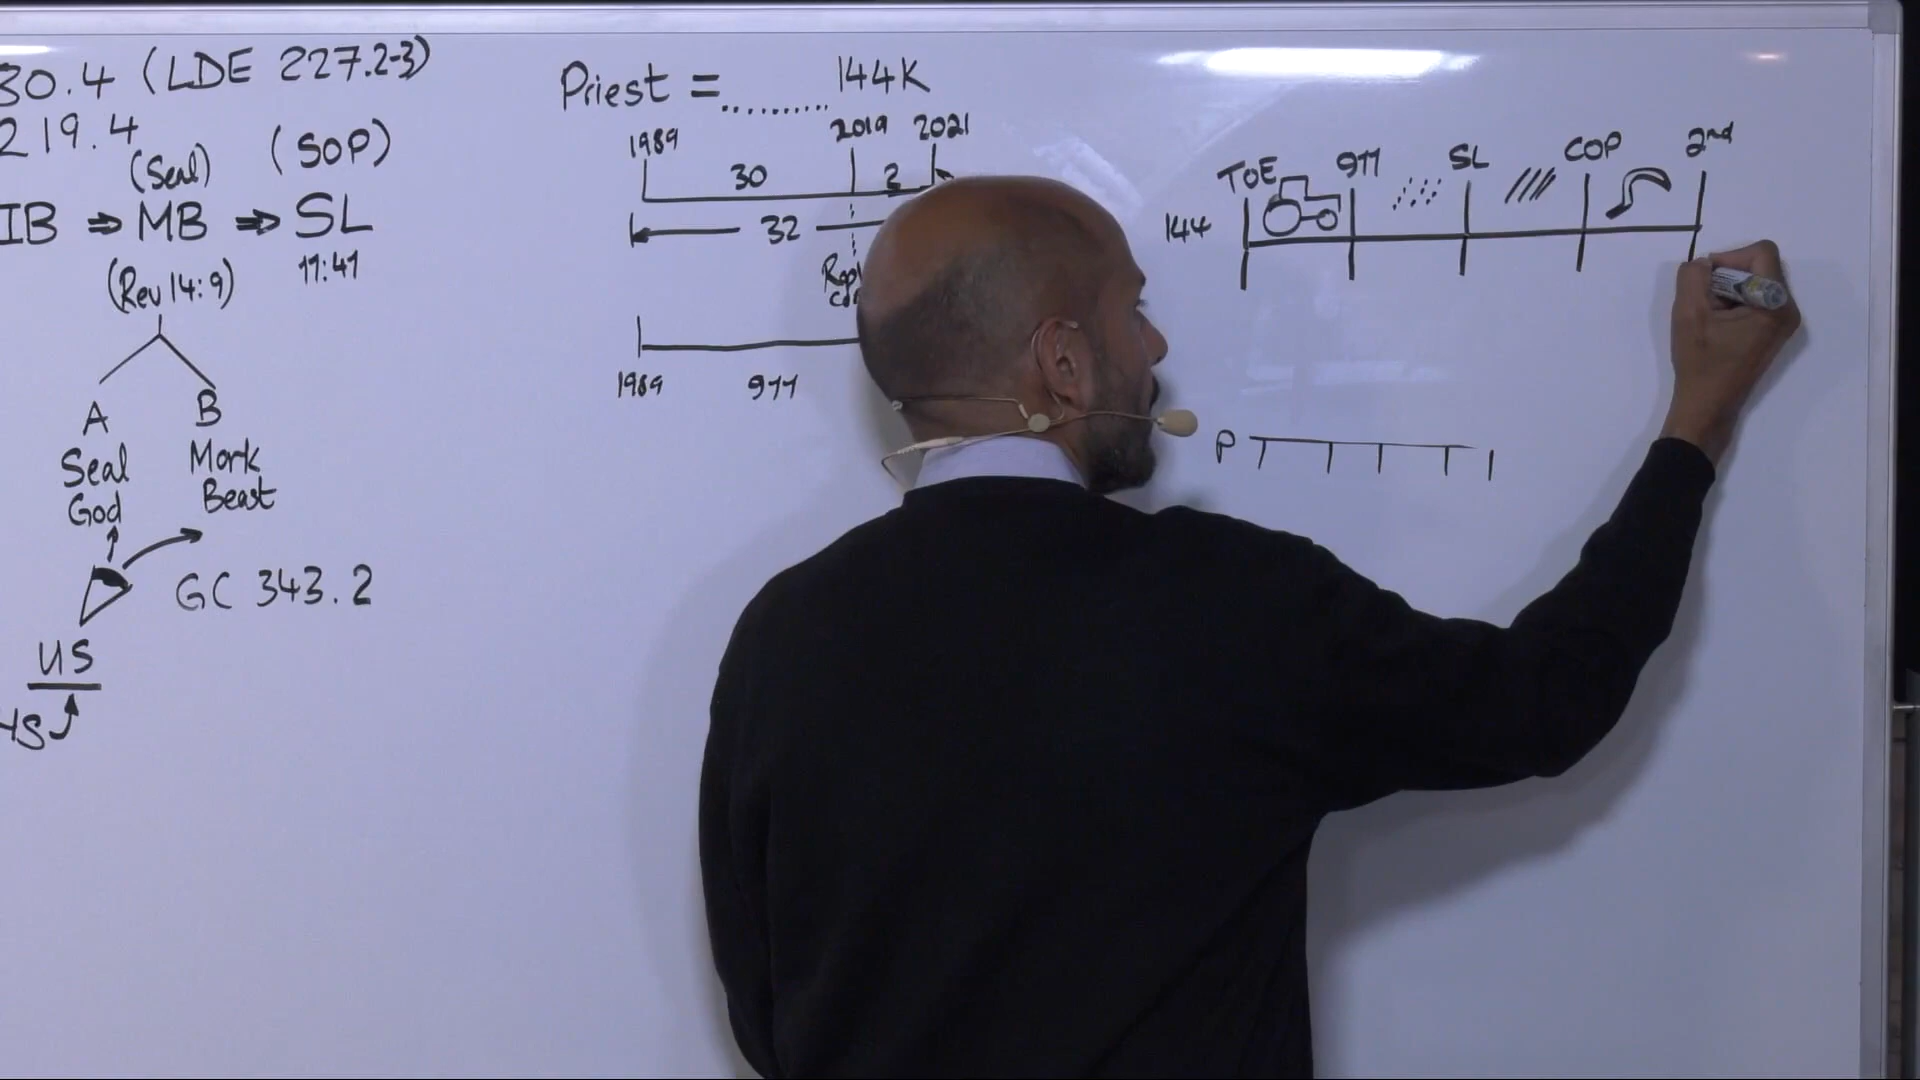 30.4 (LDE 227.2-3)
219.4
(Seal) (SOP)
IB ⇒ MB ⇒ SL
(Rev 14:9) 11:41
A B
Seal Mark
God Beast
GC 343.2
US
HS
Priest = .......... 144K
1989 2019 2021
30 2
32
1989 911
TOE 911 SL COP 2nd
144
P